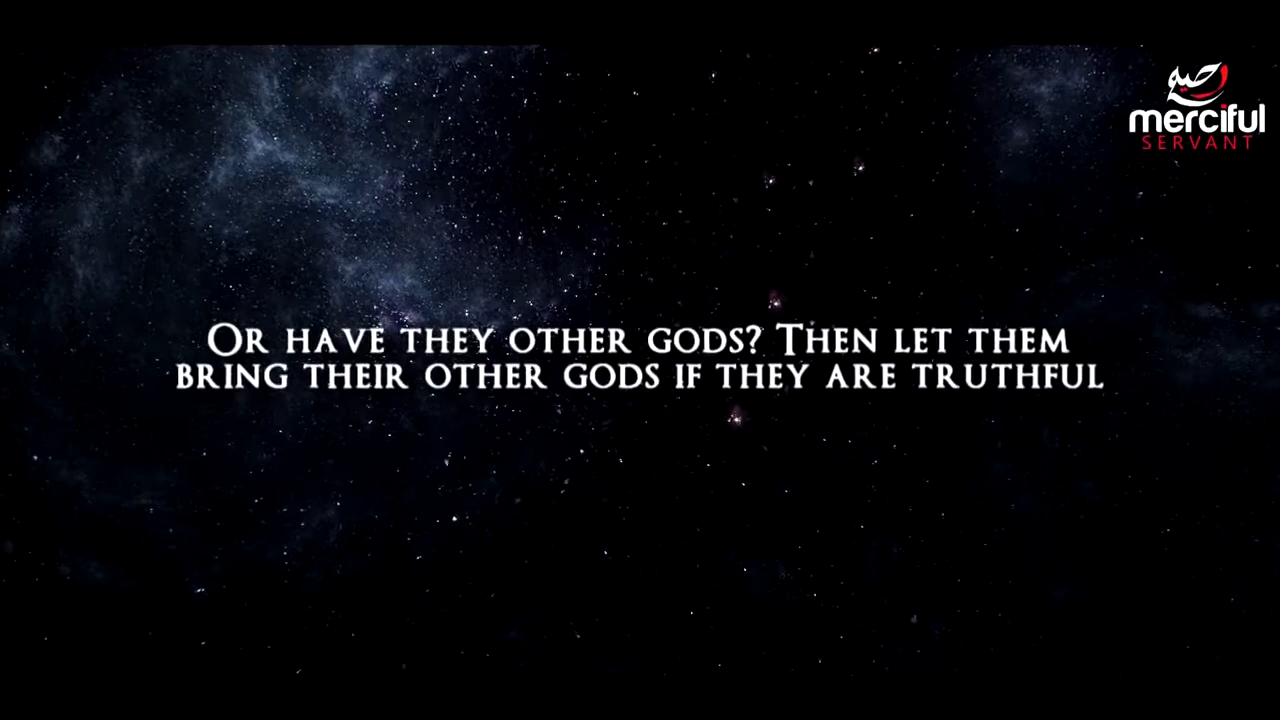 merciful
SERVANT
Or have they other gods? Then let them
bring their other gods if they are truthful